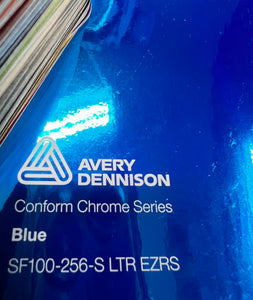 AVERY
DENNISON
Conform Chrome Series
Blue
SF100-256-S LTR EZRS